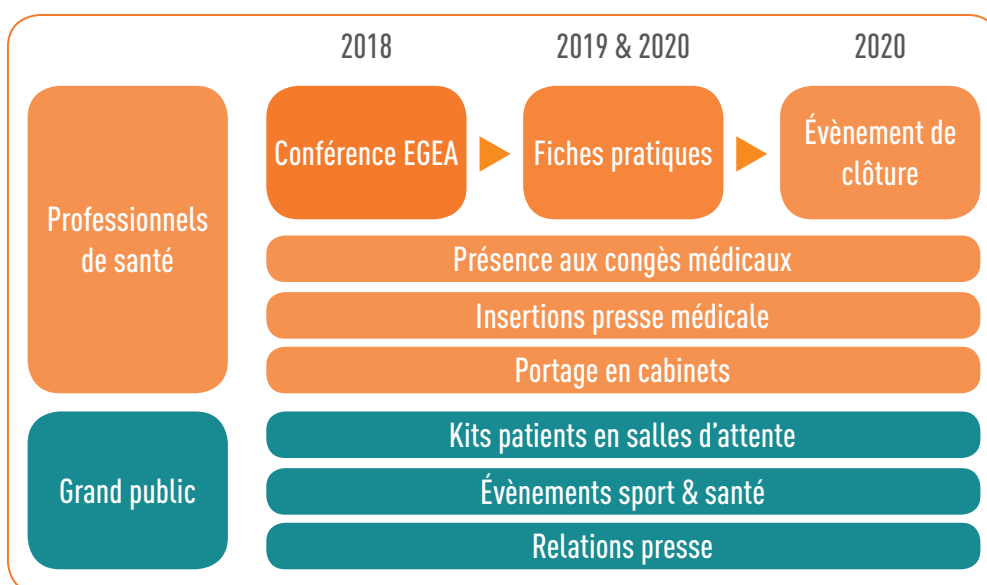 2018
2019 & 2020
2020
Professionnels
de santé
Conférence EGEA
Fiches pratiques
Évènement de
clôture
Présence aux congès médicaux
Insertions presse médicale
Portage en cabinets
Grand public
Kits patients en salles d’attente
Évènements sport & santé
Relations presse